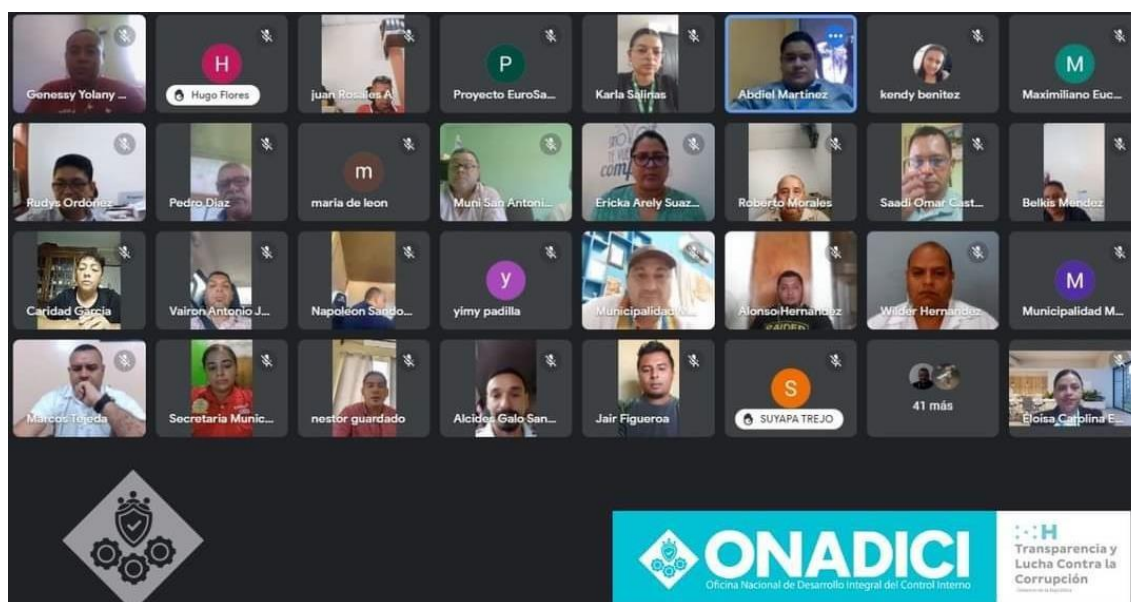 Genessy Yolany ...
H
Hugo Flores
juan Rosales A
P
Proyecto EuroSa...
Karla Salinas
Abdiel Martínez
kendy benitez
M
Maximiliano Euc...
Rudys Ordoñez
Pedro Diaz
m
maria de leon
Muni San Antoni...
Ericka Arely Suaz...
Roberto Morales
Saadi Omar Cast...
Belkis Mendez
Caridad Garcia
Vairon Antonio J...
Napoleon Sando...
y
yimy padilla
Municipalidad
Alonso Hernandez
Wilder Hernandez
M
Municipalidad M...
Marcos Tejeda
Secretaria Munic...
nestor guardado
Alcides Galo San...
Jair Figueroa
S
SUYAPA TREJO
41 más
Eloisa Carolina E...
ONADICI
Oficina Nacional de Desarrollo Integral del Control Interno
H
Transparencia y
Lucha Contra la
Corrupción